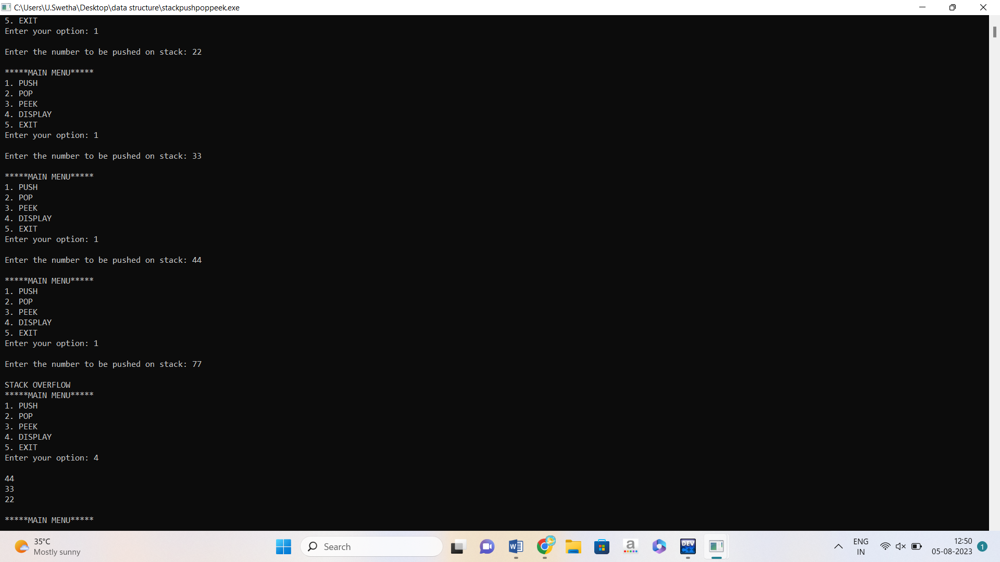 C:\Users\U.Swetha\Desktop\data structure\stackpushpoppeek.exe
5. EXIT
Enter your option: 1
Enter the number to be pushed on stack: 22
*****MAIN MENU*****
1. PUSH
2. POP
3. PEEK
4. DISPLAY
5. EXIT
Enter your option: 1
Enter the number to be pushed on stack: 33
*****MAIN MENU*****
1. PUSH
2. POP
3. PEEK
4. DISPLAY
5. EXIT
Enter your option: 1
Enter the number to be pushed on stack: 44
*****MAIN MENU*****
1. PUSH
2. POP
3. PEEK
4. DISPLAY
5. EXIT
Enter your option: 1
Enter the number to be pushed on stack: 77
STACK OVERFLOW
*****MAIN MENU*****
1. PUSH
2. POP
3. PEEK
4. DISPLAY
5. EXIT
Enter your option: 4
44
33
22
*****MAIN MENU*****
35°C
Mostly sunny
Search
W
a
DEV
C++
ENG
IN
12:50
05-08-2023
1